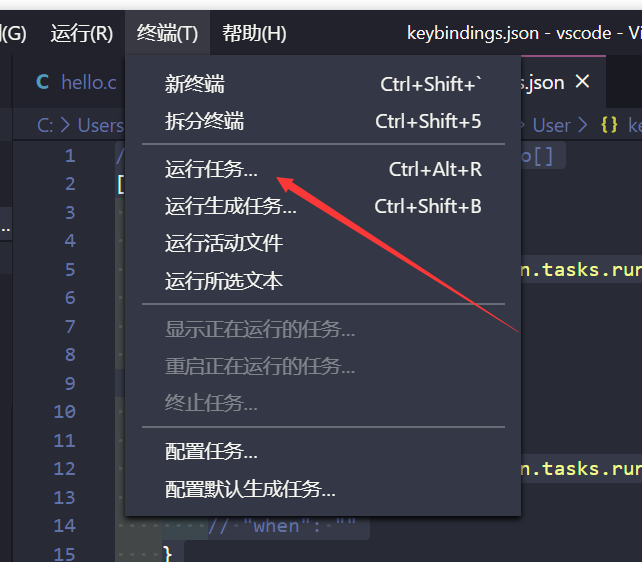 (G) 运行(R) 终端(T) 帮助(H) keybindings.json - vscode - Vi
C hello.c s.json ×
C: > Users > User > {} ke
新终端 Ctrl+Shift+`
拆分终端 Ctrl+Shift+5
1 / o[]
运行任务... Ctrl+Alt+R
2 [
运行生成任务... Ctrl+Shift+B
3
运行活动文件
4
运行所选文本
5 n.tasks.run
6
显示正在运行的任务...
7
重启正在运行的任务...
8
9
终止任务...
10
配置任务...
11
12 n.tasks.run
配置默认生成任务...
13
14 // "when": ""
15 }